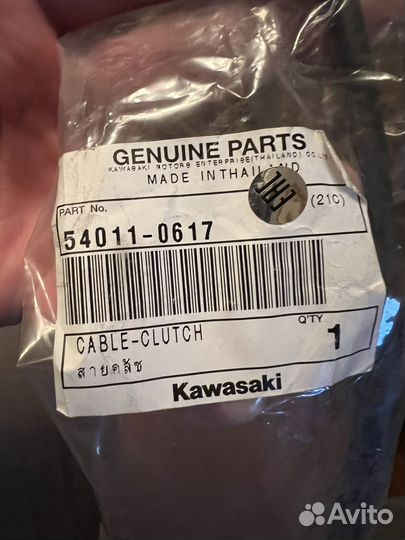 GENUINE PARTS
KAWASAKI MOTORS ENTERPRISE(THAILAND) CO.,LTD.
MADE IN THAILAND
PART No.
(21C)
54011-0617
CABLE-CLUTCH
Q'TY
สายคลัช
1
Kawasaki
EAC
Avito